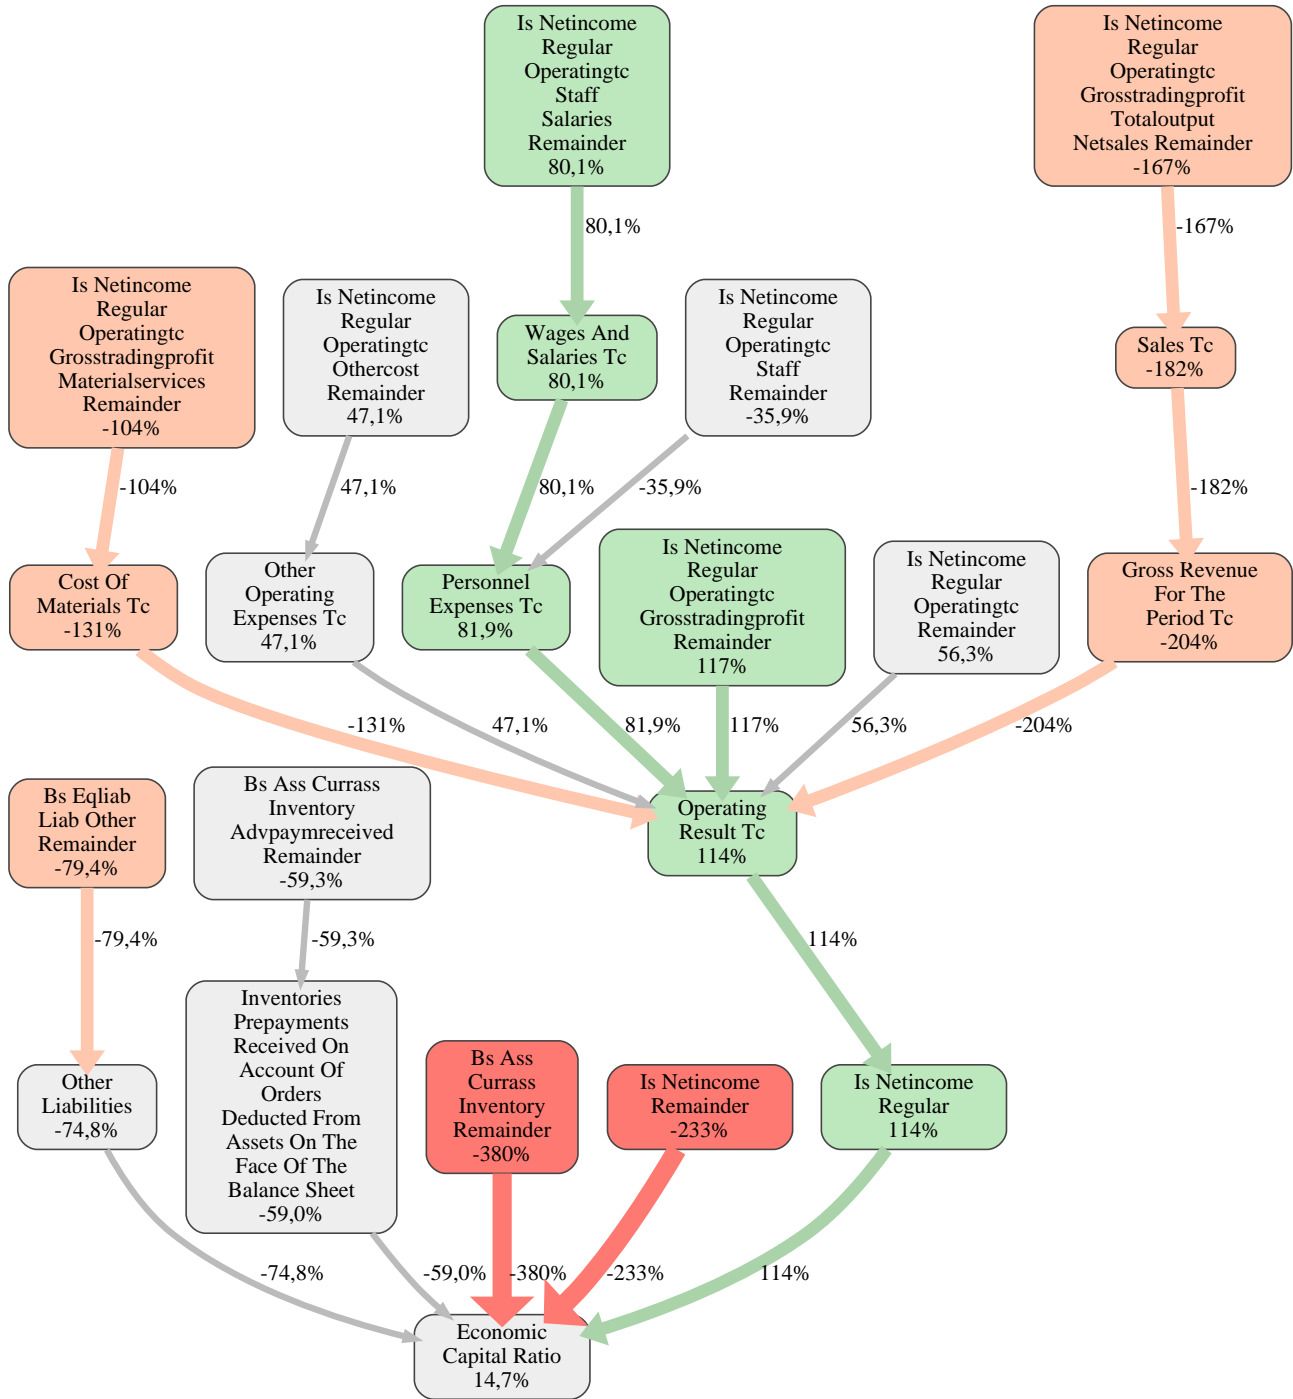 Is Netincome
Regular
Operatingtc
Staff
Salaries
Remainder
80,1%
Is Netincome
Regular
Operatingtc
Grosstradingprofit
Totaloutput
Netsales Remainder
-167%
80,1%
-167%
Is Netincome
Regular
Operatingtc
Grosstradingprofit
Materialservices
Remainder
-104%
Is Netincome
Regular
Operatingtc
Othercost
Remainder
47,1%
Wages And
Salaries Tc
80,1%
Is Netincome
Regular
Operatingtc
Staff
Remainder
-35,9%
Sales Tc
-182%
-104%
47,1%
80,1%
-35,9%
-182%
Cost Of
Materials Tc
-131%
Other
Operating
Expenses Tc
47,1%
Personnel
Expenses Tc
81,9%
Is Netincome
Regular
Operatingtc
Grosstradingprofit
Remainder
117%
Is Netincome
Regular
Operatingtc
Remainder
56,3%
Gross Revenue
For The
Period Tc
-204%
-131%
47,1%
81,9%
117%
56,3%
-204%
Bs Eqliab
Liab Other
Remainder
-79,4%
Bs Ass Currass
Inventory
Advpaymreceived
Remainder
-59,3%
Operating
Result Tc
114%
-79,4%
-59,3%
114%
Other
Liabilities
-74,8%
Inventories
Prepayments
Received On
Account Of
Orders
Deducted From
Assets On The
Face Of The
Balance Sheet
-59,0%
Bs Ass
Currass
Inventory
Remainder
-380%
Is Netincome
Remainder
-233%
Is Netincome
Regular
114%
-74,8%
-59,0%
-380%
-233%
114%
Economic
Capital Ratio
14,7%